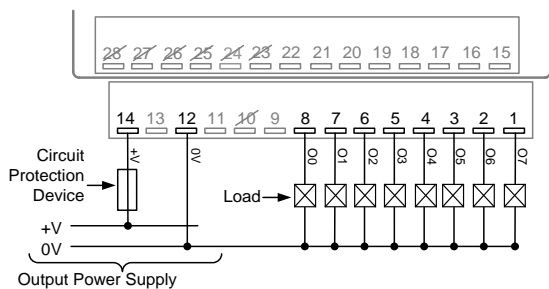 28 27 26 25 24 23 22 21 20 19 18 17 16 15
14 13 12 11 10 9 8 7 6 5 4 3 2 1
+V 0V O0 O1 O2 O3 O4 O5 O6 O7
Circuit
Protection
Device
Load
+V
0V
Output Power Supply